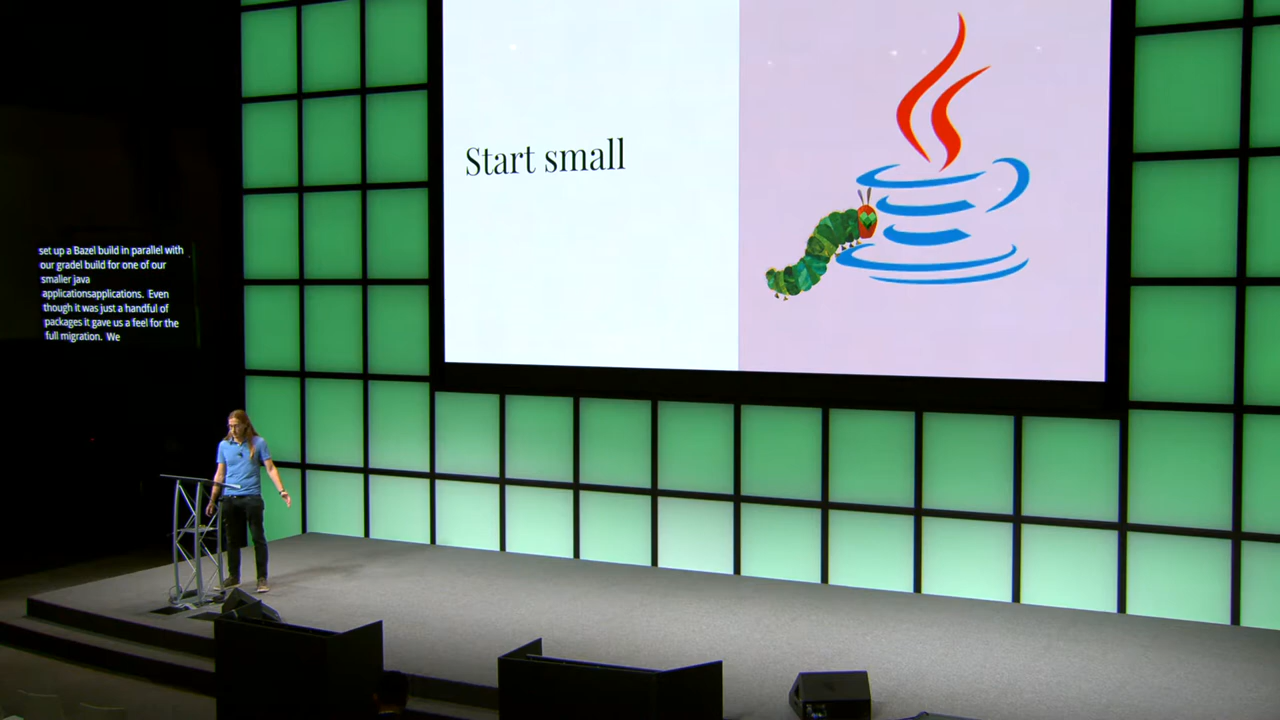 Start small
set up a Bazel build in parallel with
our gradel build for one of our
smaller java
applicationsapplications. Even
though it was just a handful of
packages it gave us a feel for the
full migration. We